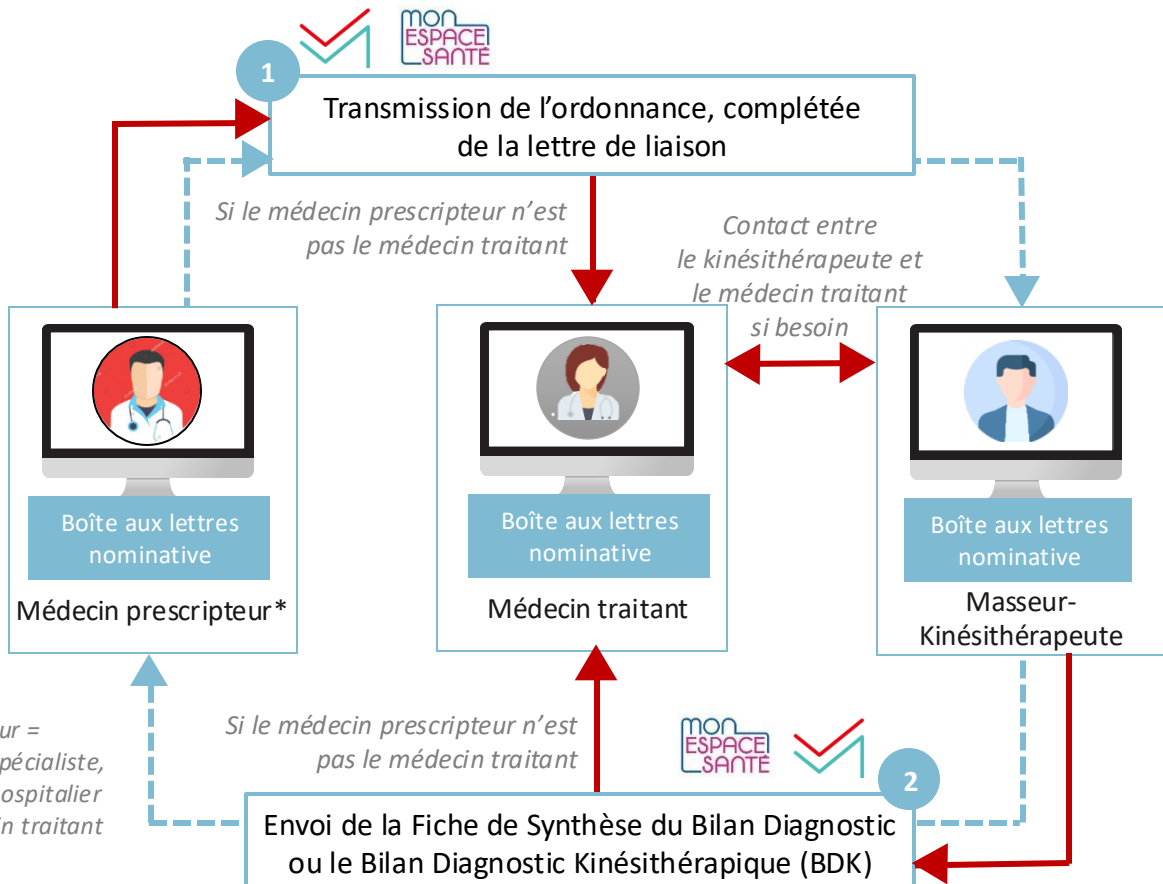 mon
ESPACE
SANTÉ
1
Transmission de l’ordonnance, complétée
de la lettre de liaison
Si le médecin prescripteur n’est
pas le médecin traitant
Contact entre
le kinésithérapeute et
le médecin traitant
si besoin
Boîte aux lettres
nominative
Médecin prescripteur*
Boîte aux lettres
nominative
Médecin traitant
Boîte aux lettres
nominative
Masseur-
Kinésithérapeute
ur =
pécialiste,
ospitalier
n traitant
Si le médecin prescripteur n’est
pas le médecin traitant
mon
ESPACE
SANTÉ
2
Envoi de la Fiche de Synthèse du Bilan Diagnostic
ou le Bilan Diagnostic Kinésithérapique (BDK)